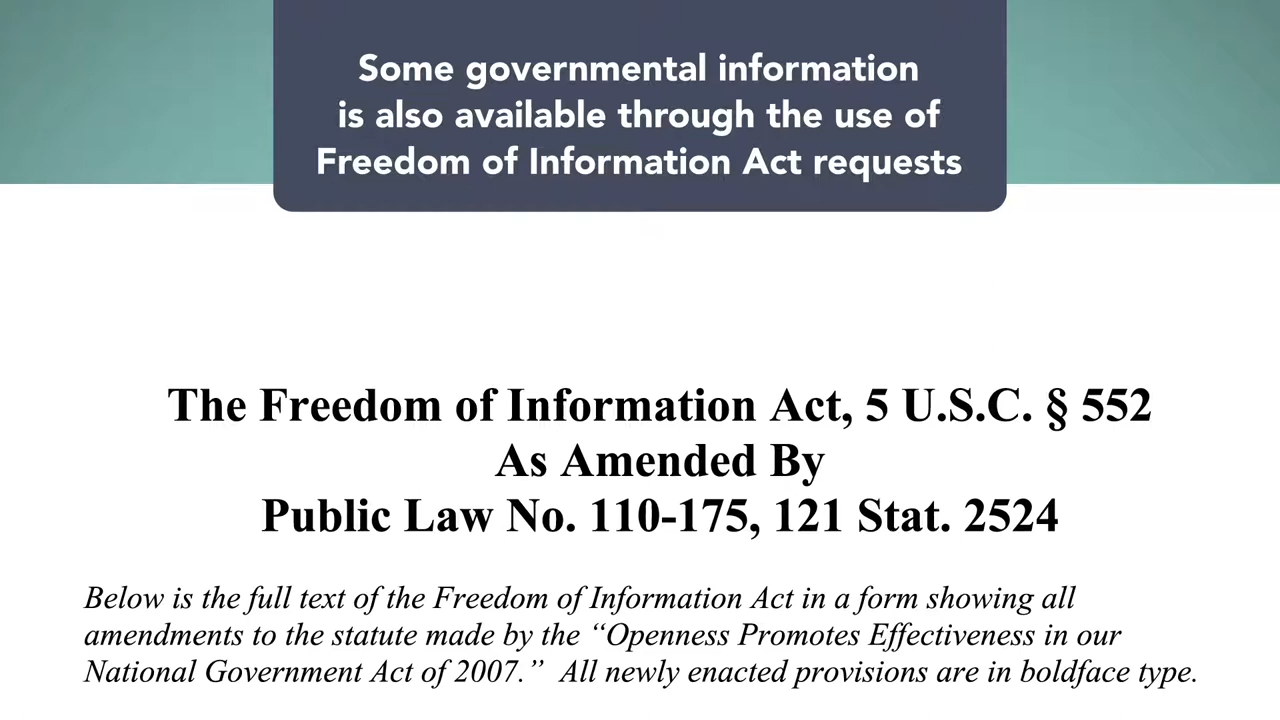 Some governmental information
is also available through the use of
Freedom of Information Act requests
The Freedom of Information Act, 5 U.S.C. § 552
As Amended By
Public Law No. 110-175, 121 Stat. 2524
Below is the full text of the Freedom of Information Act in a form showing all
amendments to the statute made by the “Openness Promotes Effectiveness in our
National Government Act of 2007.”  All newly enacted provisions are in boldface type.